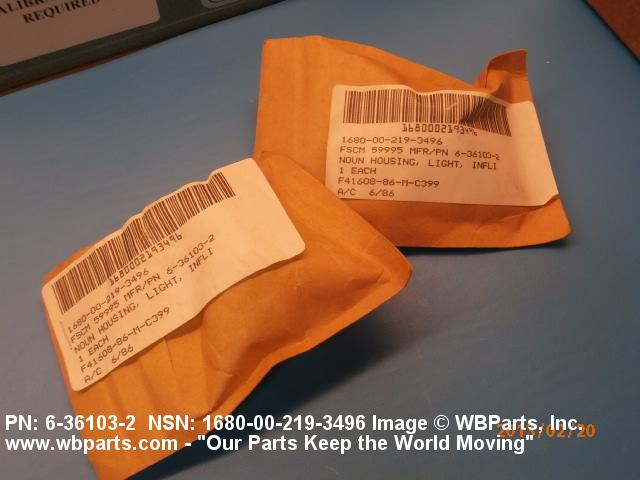 REQUIRED
1680002193496
1680-00-219-3496
FSCM 59995 MFR/PN 6-36103-2
NOUN HOUSING, LIGHT, INFLI
1 EACH
F41608-86-M-C399
A/C 6/86
1680002193496
1680-00-219-3496
FSCM 59995 MFR/PN 6-36103-2
NOUN HOUSING, LIGHT, INFLI
1 EACH
F41608-86-M-C399
A/C 6/86
PN: 6-36103-2 NSN: 1680-00-219-3496 Image © WBParts, Inc.
www.wbparts.com - "Our Parts Keep the World Moving"
2013/02/20